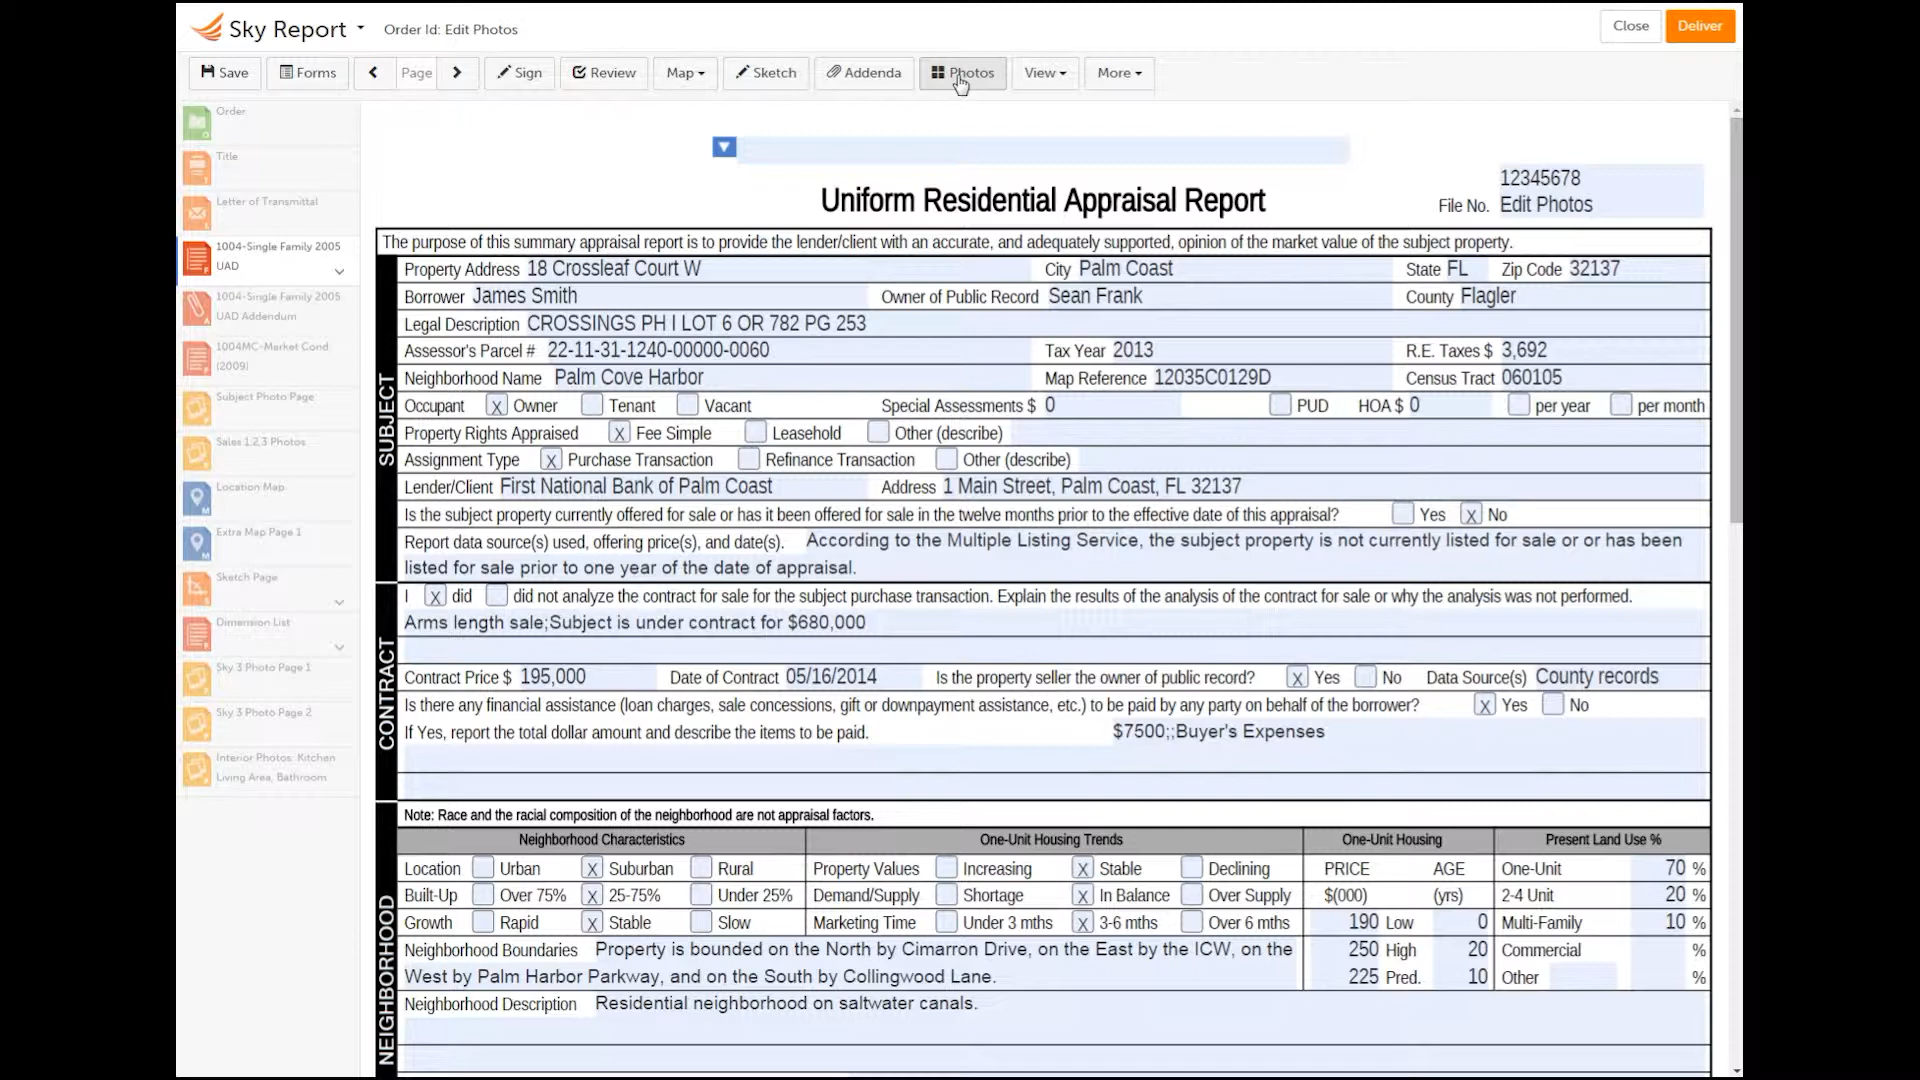 Sky Report Order Id: Edit Photos Close Deliver
Save Forms Page Sign Review Map Sketch Addenda Photos View More
Order
Title
Letter of Transmittal
1004-Single Family 2005
UAD
1004-Single Family 2005
UAD Addendum
1004MC-Market Cond
(2009)
Subject Photo Page
Sales 1,2,3 Photos
Location Map
Extra Map Page 1
Sketch Page
Dimension List
Sky 3 Photo Page 1
Sky 3 Photo Page 2
Interior Photos: Kitchen
Living Area, Bathroom
12345678
Uniform Residential Appraisal Report File No. Edit Photos
The purpose of this summary appraisal report is to provide the lender/client with an accurate, and adequately supported, opinion of the market value of the subject property.
SUBJECT
Property Address 18 Crossleaf Court W City Palm Coast State FL Zip Code 32137
Borrower James Smith Owner of Public Record Sean Frank County Flagler
Legal Description CROSSINGS PH I LOT 6 OR 782 PG 253
Assessor's Parcel # 22-11-31-1240-00000-0060 Tax Year 2013 R.E. Taxes $ 3,692
Neighborhood Name Palm Cove Harbor Map Reference 12035C0129D Census Tract 060105
Occupant X Owner Tenant Vacant Special Assessments $ 0 PUD HOA $ 0 per year per month
Property Rights Appraised X Fee Simple Leasehold Other (describe)
Assignment Type X Purchase Transaction Refinance Transaction Other (describe)
Lender/Client First National Bank of Palm Coast Address 1 Main Street, Palm Coast, FL 32137
Is the subject property currently offered for sale or has it been offered for sale in the twelve months prior to the effective date of this appraisal? Yes X No
Report data source(s) used, offering price(s), and date(s). According to the Multiple Listing Service, the subject property is not currently listed for sale or or has been
listed for sale prior to one year of the date of appraisal.
CONTRACT
I X did did not analyze the contract for sale for the subject purchase transaction. Explain the results of the analysis of the contract for sale or why the analysis was not performed.
Arms length sale;Subject is under contract for $680,000
Contract Price $ 195,000 Date of Contract 05/16/2014 Is the property seller the owner of public record? X Yes No Data Source(s) County records
Is there any financial assistance (loan charges, sale concessions, gift or downpayment assistance, etc.) to be paid by any party on behalf of the borrower? X Yes No
If Yes, report the total dollar amount and describe the items to be paid. $7500;;Buyer's Expenses
NEIGHBORHOOD
Note: Race and the racial composition of the neighborhood are not appraisal factors.
Neighborhood Characteristics One-Unit Housing Trends One-Unit Housing Present Land Use %
Location Urban X Suburban Rural Property Values Increasing X Stable Declining PRICE AGE One-Unit 70 %
Built-Up Over 75% X 25-75% Under 25% Demand/Supply Shortage X In Balance Over Supply $(000) (yrs) 2-4 Unit 20 %
Growth Rapid X Stable Slow Marketing Time Under 3 mths X 3-6 mths Over 6 mths 190 Low 0 Multi-Family 10 %
Neighborhood Boundaries Property is bounded on the North by Cimarron Drive, on the East by the ICW, on the 250 High 20 Commercial %
West by Palm Harbor Parkway, and on the South by Collingwood Lane. 225 Pred. 10 Other %
Neighborhood Description Residential neighborhood on saltwater canals.